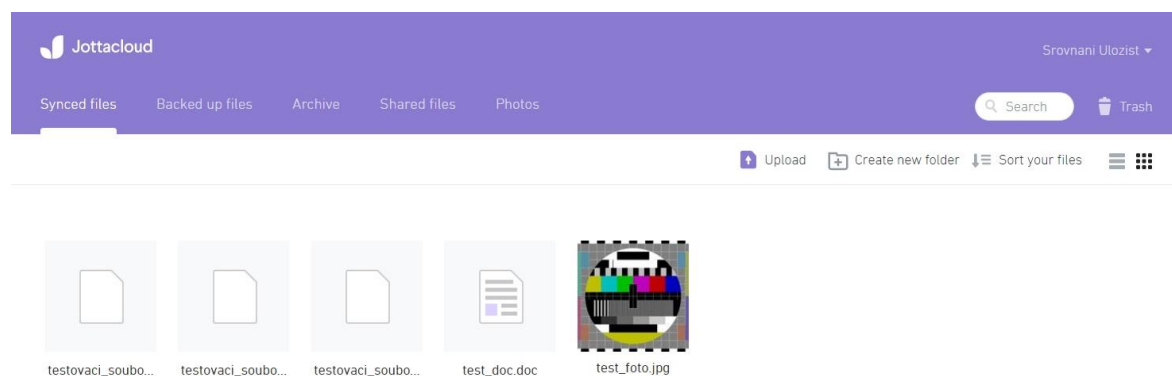 Jottacloud
Srovnani Ulozist
Synced files Backed up files Archive Shared files Photos Search Trash
Upload Create new folder Sort your files
testovaci_soubo... testovaci_soubo... testovaci_soubo... test_doc.doc test_foto.jpg